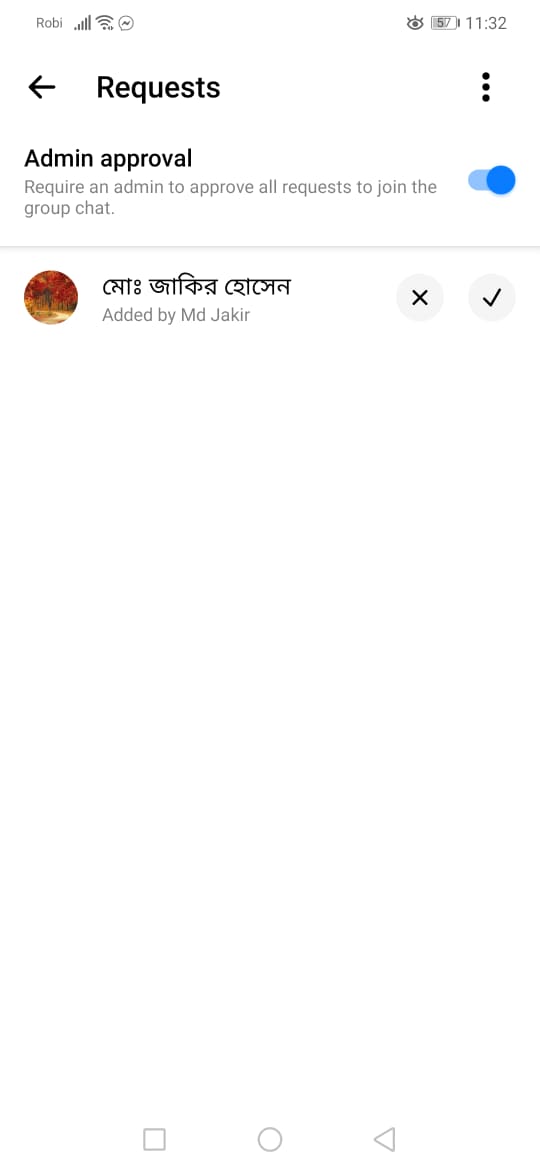 Robi 57 11:32
Requests
Admin approval
Require an admin to approve all requests to join the
group chat.
মোঃ জাকির হোসেন
Added by Md Jakir